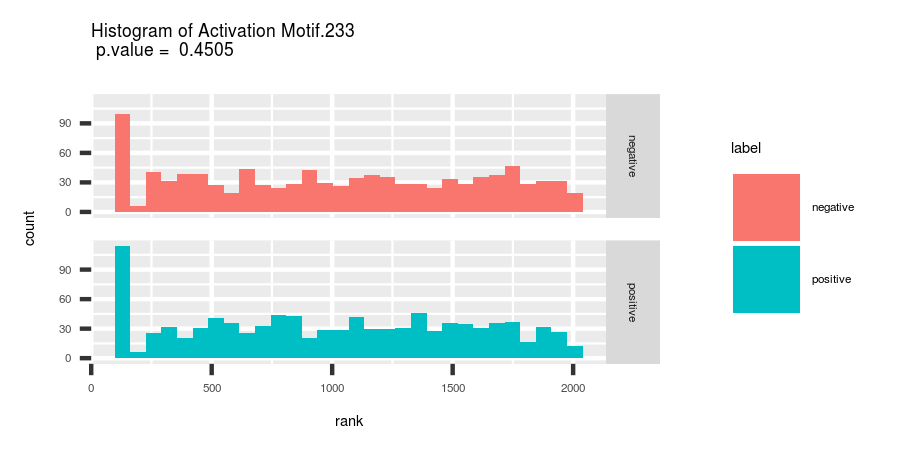 Histogram of Activation Motif.233
p.value = 0.4505
count
90
60
30
0
negative
90
60
30
0
positive
0
500
1000
1500
2000
rank
label
negative
positive